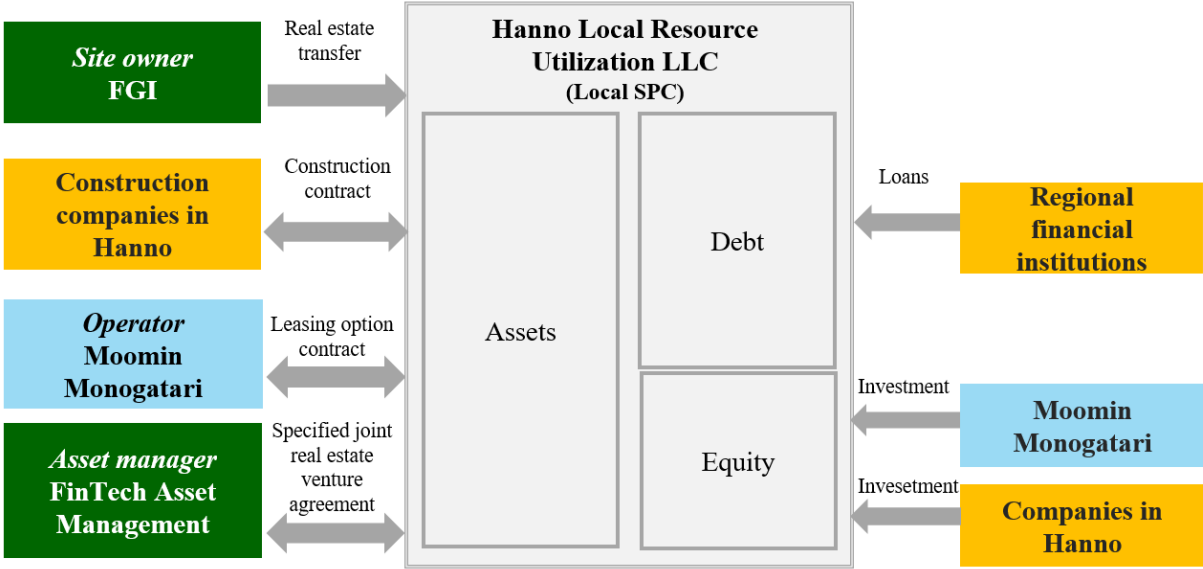 Site owner
FGI
Real estate
transfer
Construction
companies in
Hanno
Construction
contract
Operator
Moomin
Monogatari
Leasing option
contract
Asset manager
FinTech Asset
Management
Specified joint
real estate
venture
agreement
Hanno Local Resource
Utilization LLC
(Local SPC)
Assets
Debt
Equity
Loans
Regional
financial
institutions
Investment
Moomin
Monogatari
Invesetment
Companies in
Hanno